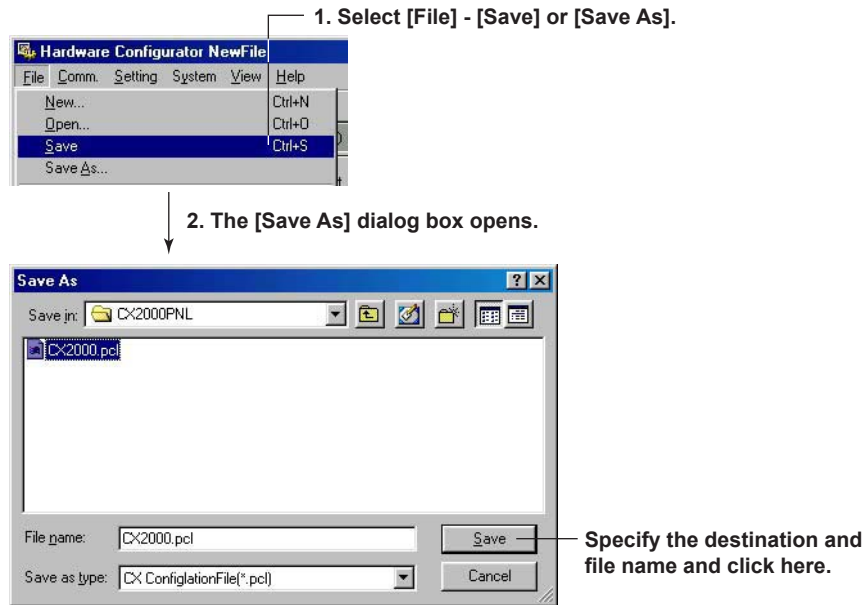 1. Select [File] - [Save] or [Save As].
Hardware Configurator NewFile
File Comm. Setting System View Help
New... Ctrl+N
Open... Ctrl+O
Save Ctrl+S
Save As...
2. The [Save As] dialog box opens.
Save As
Save in: CX2000PNL
CX2000.pcl
File name: CX2000.pcl Save
Specify the destination and
file name and click here.
Save as type: CX ConfiglationFile(*.pcl) Cancel